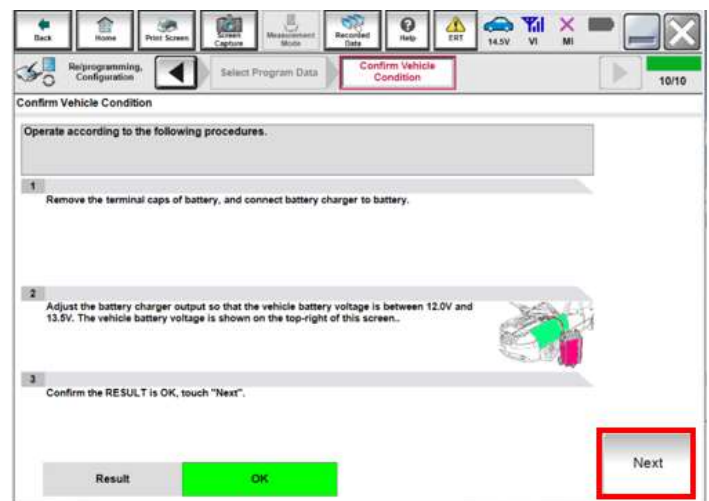 Back
Home
Print Screen
Screen Capture
Measurement Mode
Recorded Data
Help
ERT
14.5V
VI
MI
Re/programming, Configuration
Select Program Data
Confirm Vehicle Condition
10/10
Confirm Vehicle Condition
Operate according to the following procedures.
1
Remove the terminal caps of battery, and connect battery charger to battery.
2
Adjust the battery charger output so that the vehicle battery voltage is between 12.0V and
13.5V. The vehicle battery voltage is shown on the top-right of this screen..
3
Confirm the RESULT is OK, touch "Next".
Result
OK
Next